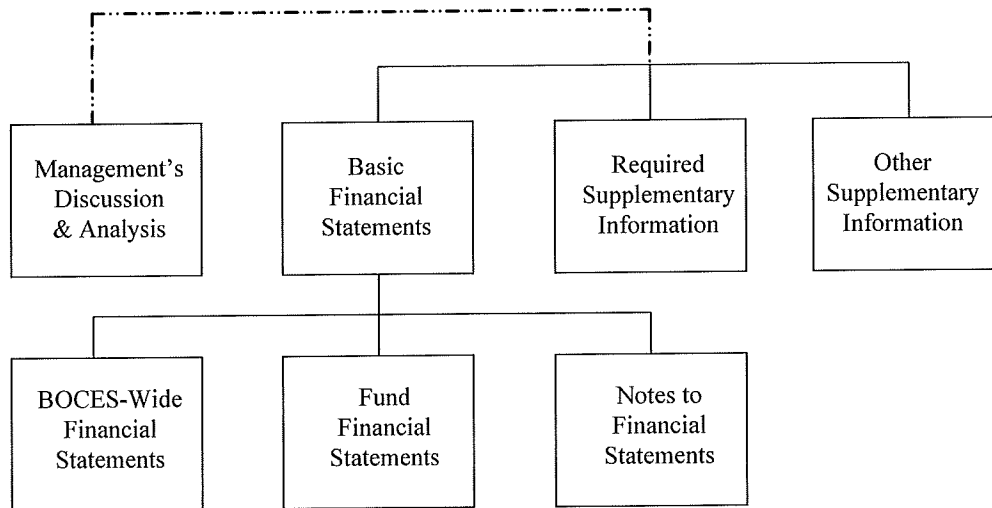 Management's
Discussion
& Analysis
Basic
Financial
Statements
Required
Supplementary
Information
Other
Supplementary
Information
BOCES-Wide
Financial
Statements
Fund
Financial
Statements
Notes to
Financial
Statements